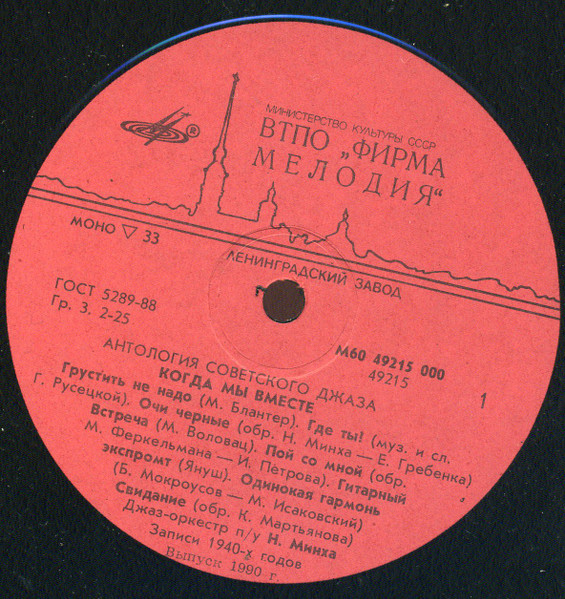 МИНИСТЕРСТВО КУЛЬТУРЫ СССР
ВТПО „ФИРМА
МЕЛОДИЯ“
®
МОНО ▽ 33
ЛЕНИНГРАДСКИЙ ЗАВОД
ГОСТ 5289-88
Гр. 3. 2-25
М60 49215 000
49215
1
АНТОЛОГИЯ СОВЕТСКОГО ДЖАЗА
КОГДА МЫ ВМЕСТЕ
Грустить не надо (М. Блантер). Где ты! (муз. и сл.
Г. Русецкой). Очи черные (обр. Н. Минха — Е. Гребенка)
Встреча (М. Воловац). Пой со мной (обр.
М. Феркельмана — И. Петрова). Гитарный
экспромт (Януш). Одинокая гармонь
(Б. Мокроусов — М. Исаковский)
Свидание (обр. К. Мартьянова)
Джаз-оркестр п/у Н. Минха
Записи 1940-х годов
Выпуск 1990 г.